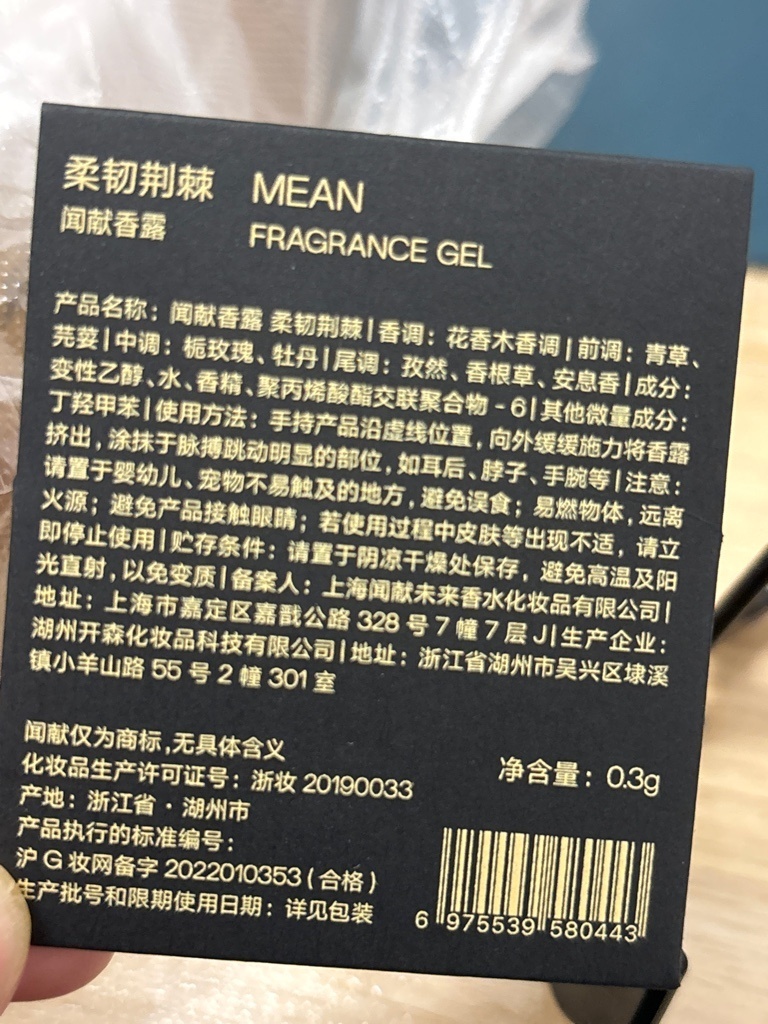 柔韧荆棘 MEAN
闻献香露 FRAGRANCE GEL
产品名称：闻献香露 柔韧荆棘|香调：花香木香调|前调：青草、
芫荽|中调：栀玫瑰、牡丹|尾调：孜然、香根草、安息香|成分：
变性乙醇、水、香精、聚丙烯酸酯交联聚合物-6|其他微量成分：
丁羟甲苯|使用方法：手持产品沿虚线位置，向外缓缓施力将香露
挤出，涂抹于脉搏跳动明显的部位，如耳后、脖子、手腕等|注意：
请置于婴幼儿、宠物不易触及的地方，避免误食；易燃物体，远离
火源；避免产品接触眼睛；若使用过程中皮肤等出现不适，请立
即停止使用|贮存条件：请置于阴凉干燥处保存，避免高温及阳
光直射，以免变质|备案人：上海闻献未来香水化妆品有限公司|
地址：上海市嘉定区嘉戬公路 328 号 7 幢 7 层 J|生产企业：
湖州开森化妆品科技有限公司|地址：浙江省湖州市吴兴区埭溪
镇小羊山路 55 号 2 幢 301 室
闻献仅为商标,无具体含义
化妆品生产许可证号：浙妆 20190033
净含量：0.3g
产地：浙江省·湖州市
产品执行的标准编号：
沪 G 妆网备字 2022010353（合格）
生产批号和限期使用日期：详见包装
6 975539 580443